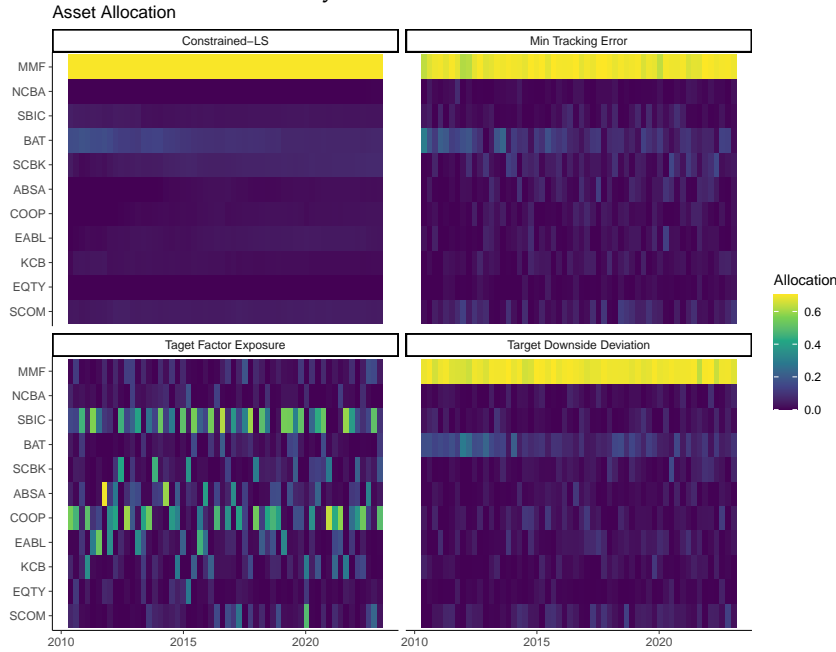 Asset Allocation
Constrained−LS
Min Tracking Error
MMF
NCBA
SBIC
BAT
SCBK
ABSA
COOP
EABL
KCB
EQTY
SCOM
Taget Factor Exposure
Target Downside Deviation
MMF
NCBA
SBIC
BAT
SCBK
ABSA
COOP
EABL
KCB
EQTY
SCOM
2010
2015
2020
2010
2015
2020
Allocation
0.6
0.4
0.2
0.0